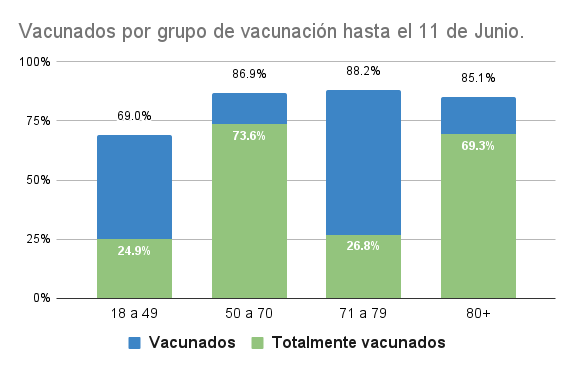 Vacunados por grupo de vacunación hasta el 11 de Junio.
100%
75%
50%
25%
0%
69.0%
86.9%
88.2%
85.1%
24.9%
73.6%
26.8%
69.3%
18 a 49
50 a 70
71 a 79
80+
Vacunados
Totalmente vacunados